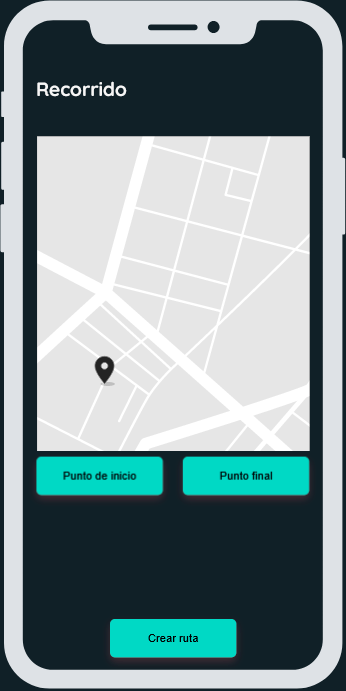 Recorrido
Punto de inicio
Punto final
Crear ruta